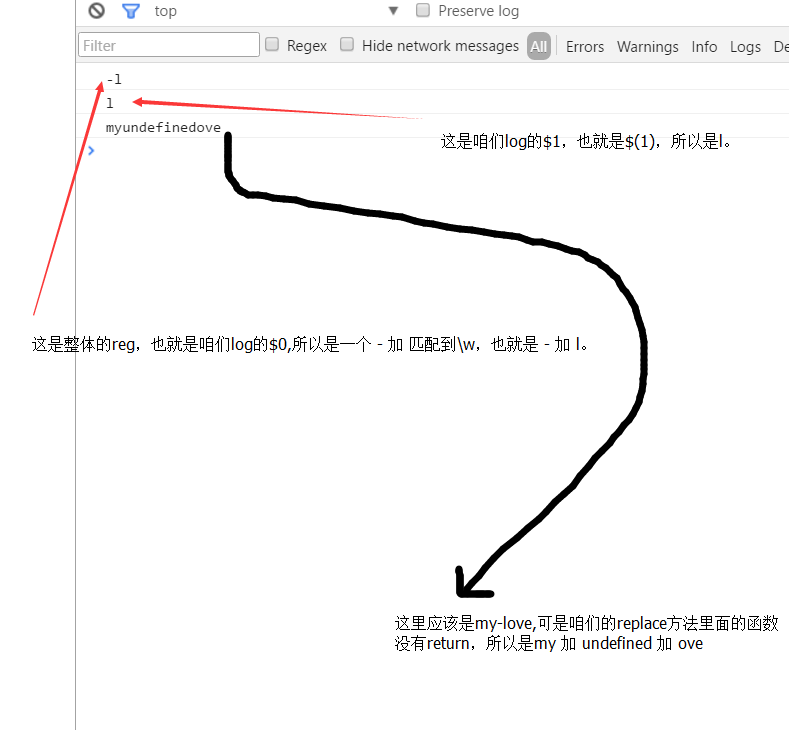 top Preserve log
Filter Regex Hide network messages All Errors Warnings Info Logs De
-l
l
myundefinedove
这是咱们log的$1，也就是$(1)，所以是l。
这是整体的reg，也就是咱们log的$0,所以是一个 - 加 匹配到\w，也就是 - 加 l。
这里应该是my-love,可是咱们的replace方法里面的函数
没有return，所以是my 加 undefined 加 ove